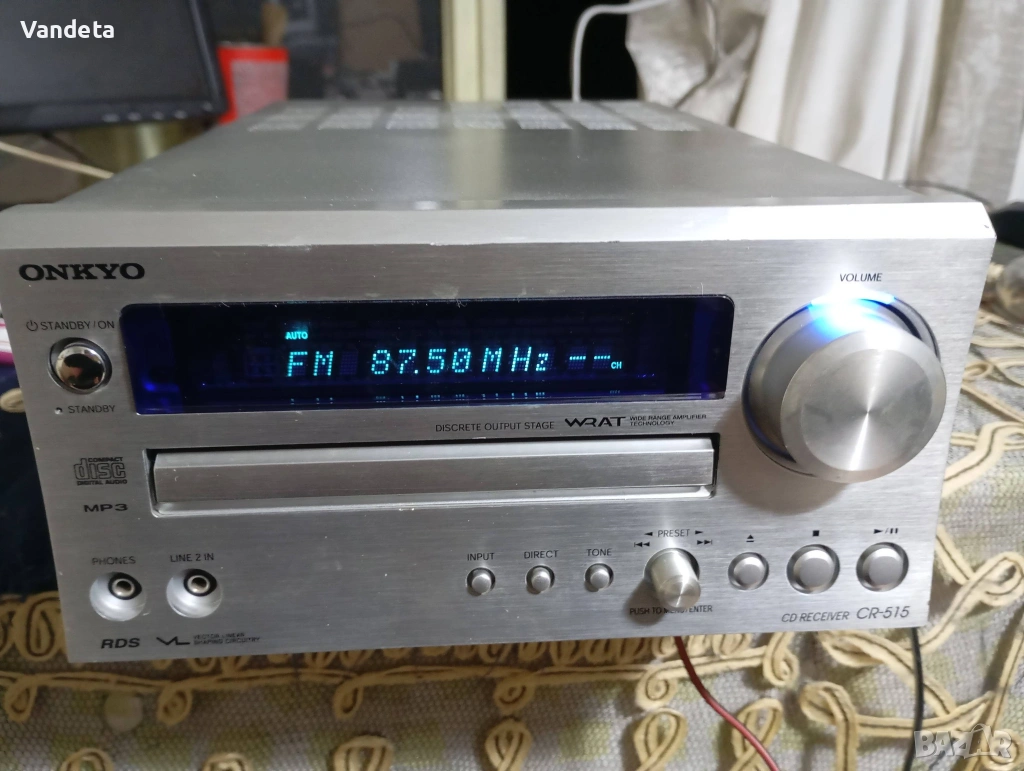 Vandeta
ONKYO
VOLUME
STANDBY/ON
AUTO
FM 87.50 MHz --CH
STANDBY
DISCRETE OUTPUT STAGE WRAT WIDE RANGE AMPLIFIER
TECHNOLOGY
COMPACT
disc
DIGITAL AUDIO
MP3
PHONES
LINE 2 IN
INPUT
DIRECT
TONE
PRESET
PUSH TO MENU/ENTER
CD RECEIVER CR-515
RDS
VL VECTOR LINEAR
SHAPING CIRCUITRY
BAZAR